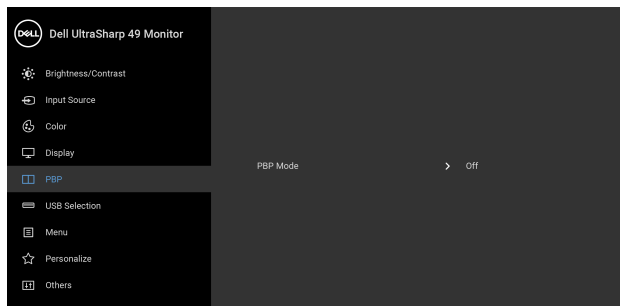 DELL Dell UltraSharp 49 Monitor
Brightness/Contrast
Input Source
Color
Display
PBP
PBP Mode Off
USB Selection
Menu
Personalize
Others